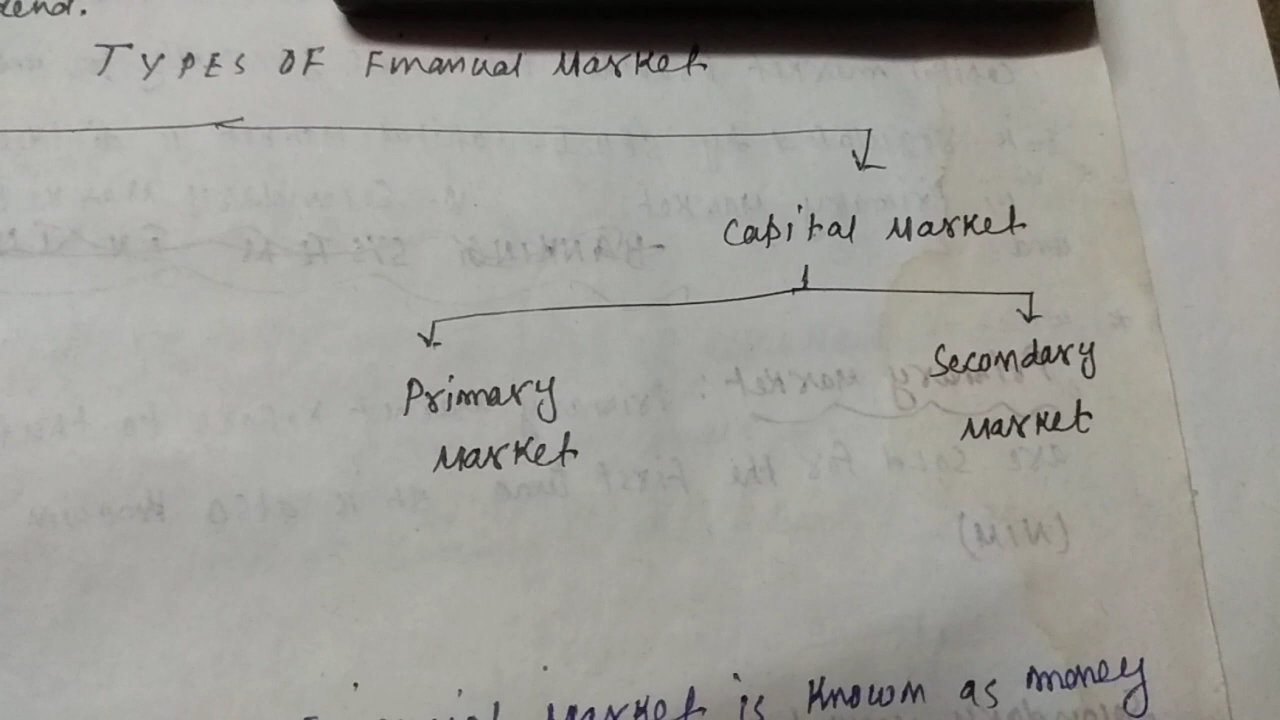 TYPES OF Financial Market
Capital Market
Primary
Market
Secondary
Market
market is known as money